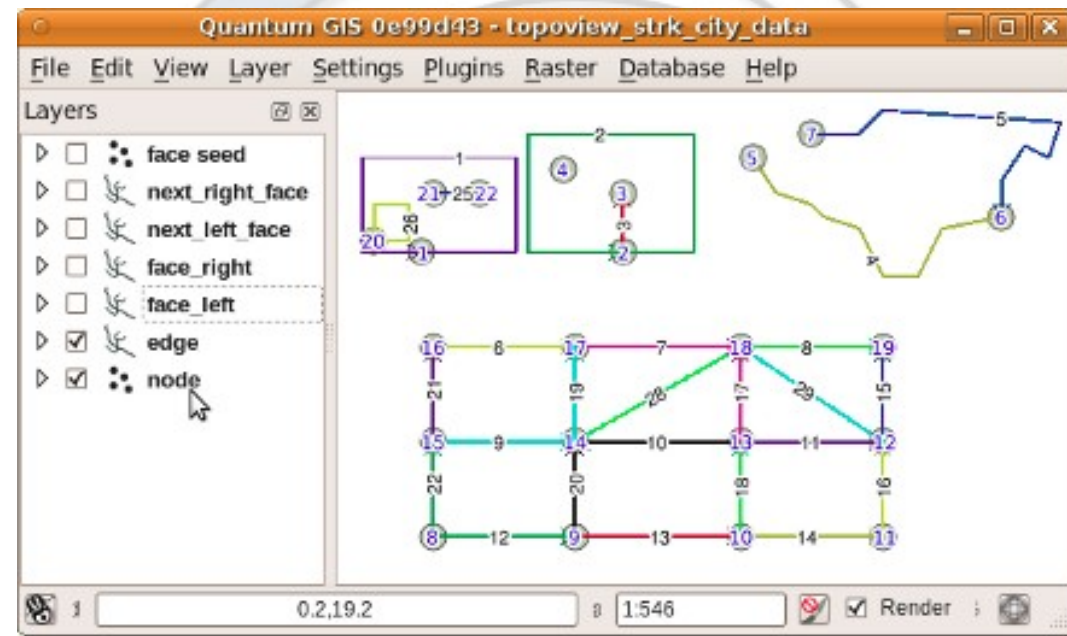 Quantum GIS 0e99d43 - topoview_strk_city_data
File Edit View Layer Settings Plugins Raster Database Help
Layers
face seed
next_right_face
next_left_face
face_right
face_left
edge
node
1
2
5
7
5
4
3
21 25 22
26
3
6
20
1
2
4
16 6 17 7 18 8 19
21 19 28 17 29 15
15 9 14 10 13 11 12
22 20 18 16
8 12 9 13 10 14 11
0.2,19.2
1:546
Render